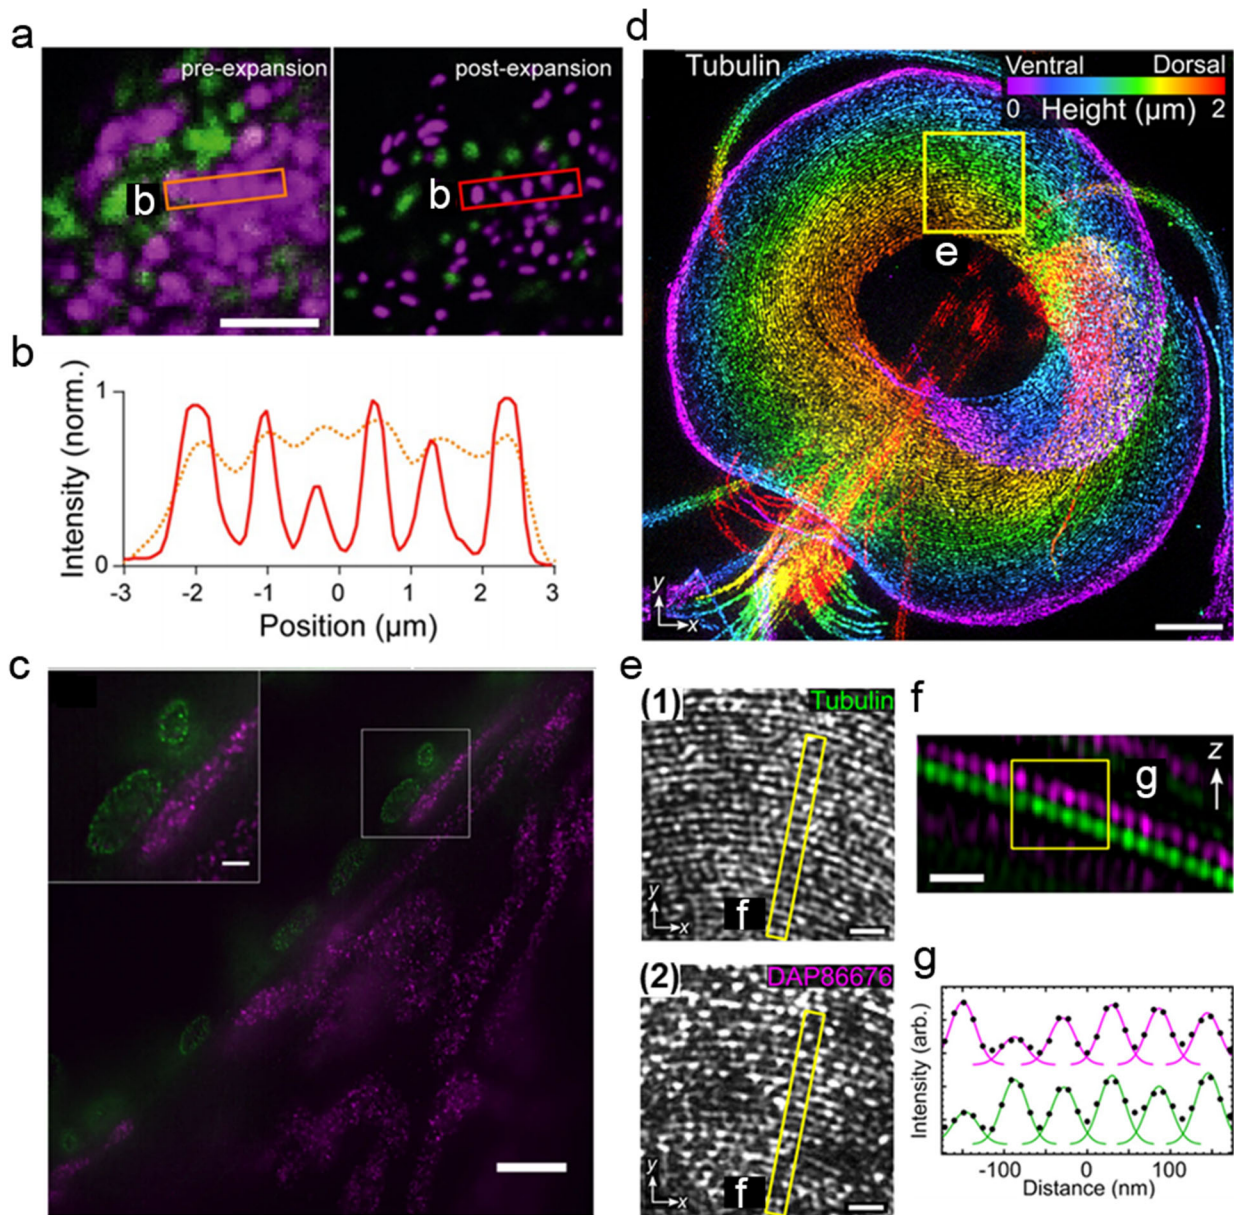 a
pre-expansion
post-expansion
b
b
b
1
0
Intensity (norm.)
-3 -2 -1 0 1 2 3
Position (µm)
c
d
Tubulin
Ventral Dorsal
0 Height (µm) 2
e
y
x
e
(1)
Tubulin
f
y
x
(2)
DAP86676
f
y
x
f
z
g
g
Intensity (arb.)
-100 0 100
Distance (nm)